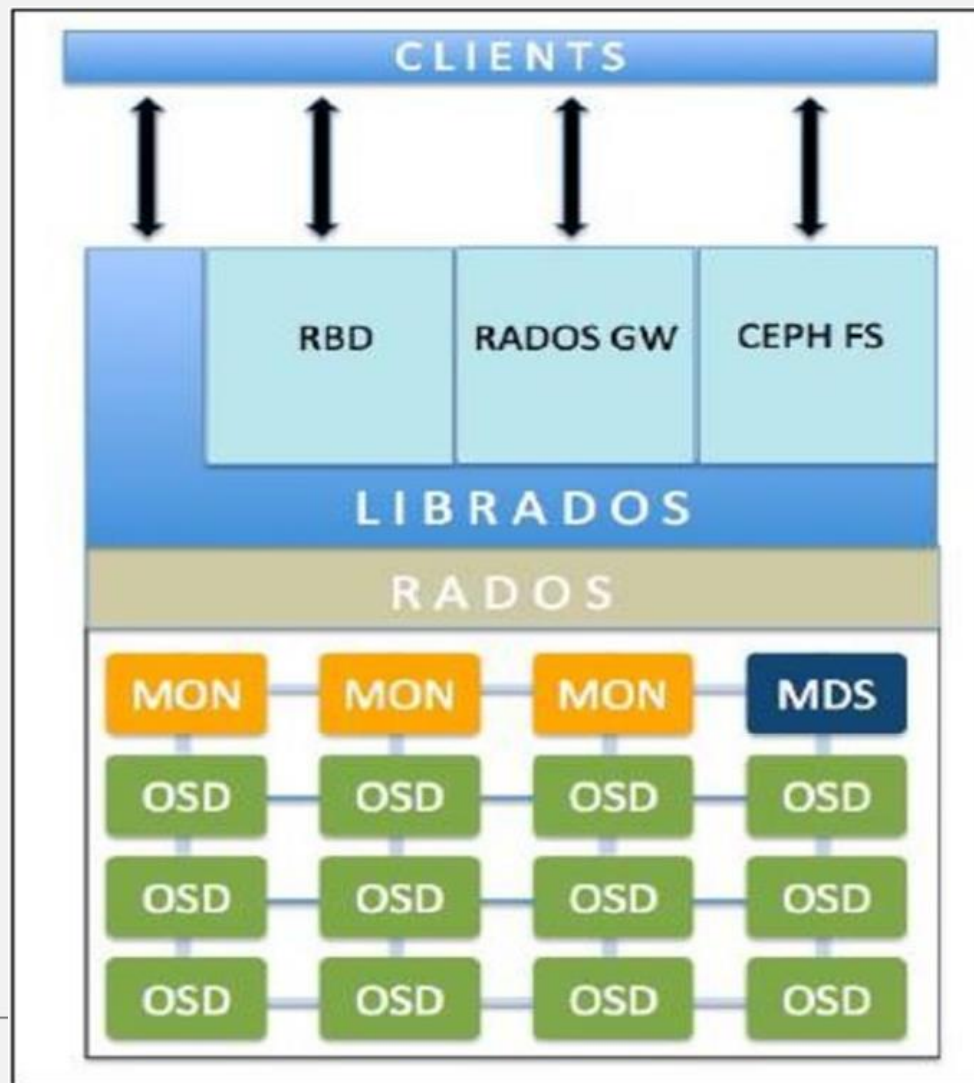 CLIENTS
RBD RADOS GW CEPH FS
LIBRADOS
RADOS
MON MON MON MDS
OSD OSD OSD OSD
OSD OSD OSD OSD
OSD OSD OSD OSD